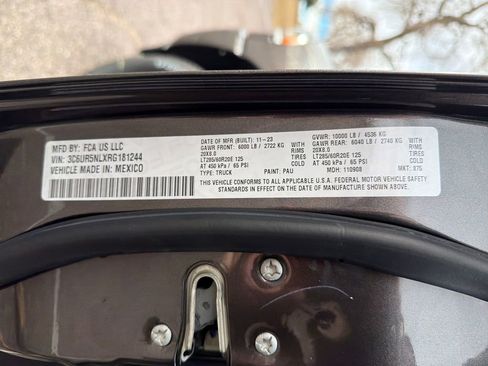 MFD BY: FCA US LLC
VIN: 3C6UR5NLXRG181244
VEHICLE MADE IN: MEXICO
DATE OF MFR (BUILT): 11-23
GAWR FRONT: 6000 LB / 2722 KG WITH
20X8.0 RIMS
LT285/60R20E 125 TIRES
AT 450 kPa / 65 PSI COLD
TYPE: TRUCK PAINT: PAU
GVWR: 10000 LB / 4536 KG
GAWR REAR: 6040 LB / 2740 KG WITH
20X8.0 RIMS
LT285/60R20E 125 TIRES
AT 450 kPa / 65 PSI COLD
MDH: 110908 MKT: 875
THIS VEHICLE CONFORMS TO ALL APPLICABLE U.S.A. FEDERAL MOTOR VEHICLE SAFETY
STANDARDS IN EFFECT ON THE DATE OF MANUFACTURE SHOWN ABOVE.